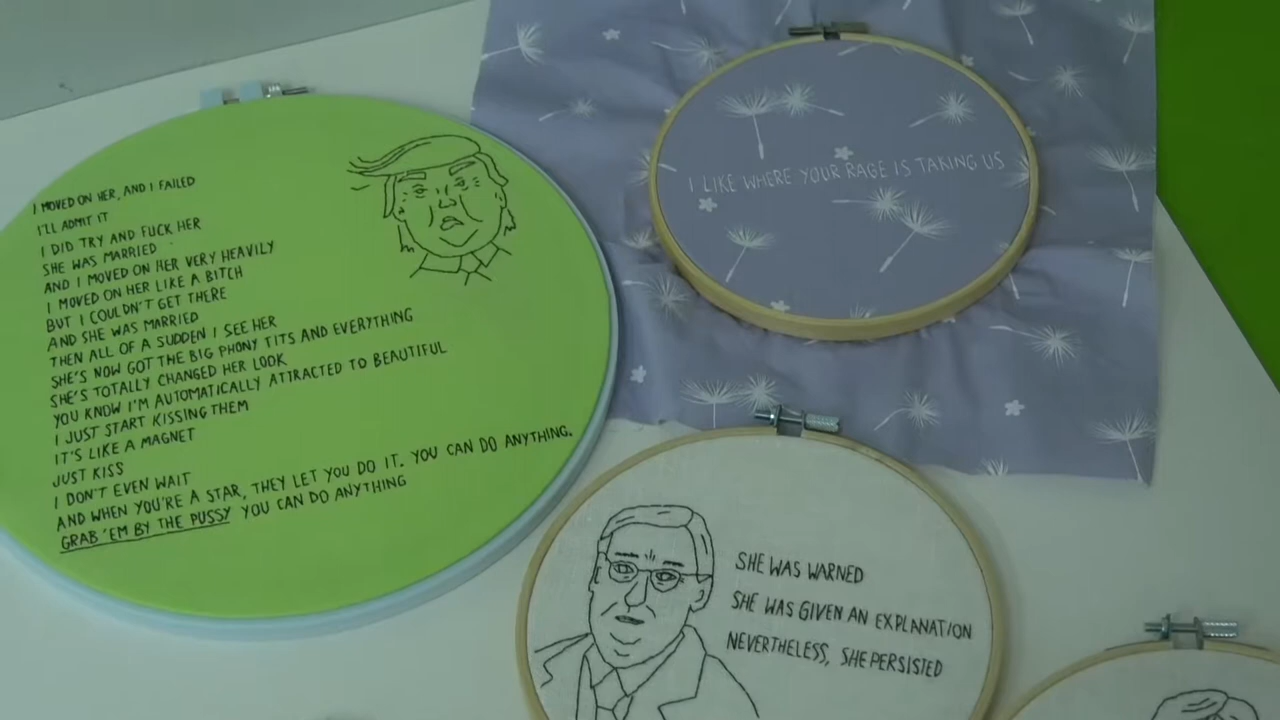 I MOVED ON HER, AND I FAILED
I'LL ADMIT IT
I DID TRY AND FUCK HER
SHE WAS MARRIED
AND I MOVED ON HER VERY HEAVILY
I MOVED ON HER LIKE A BITCH
BUT I COULDN'T GET THERE
AND SHE WAS MARRIED
THEN ALL OF A SUDDEN I SEE HER
SHE'S NOW GOT THE BIG PHONY TITS AND EVERYTHING
SHE'S TOTALLY CHANGED HER LOOK
YOU KNOW I'M AUTOMATICALLY ATTRACTED TO BEAUTIFUL
I JUST START KISSING THEM
IT'S LIKE A MAGNET
JUST KISS
I DON'T EVEN WAIT
AND WHEN YOU'RE A STAR, THEY LET YOU DO IT. YOU CAN DO ANYTHING.
GRAB 'EM BY THE PUSSY YOU CAN DO ANYTHING
I LIKE WHERE YOUR RAGE IS TAKING US
SHE WAS WARNED
SHE WAS GIVEN AN EXPLANATION
NEVERTHELESS, SHE PERSISTED